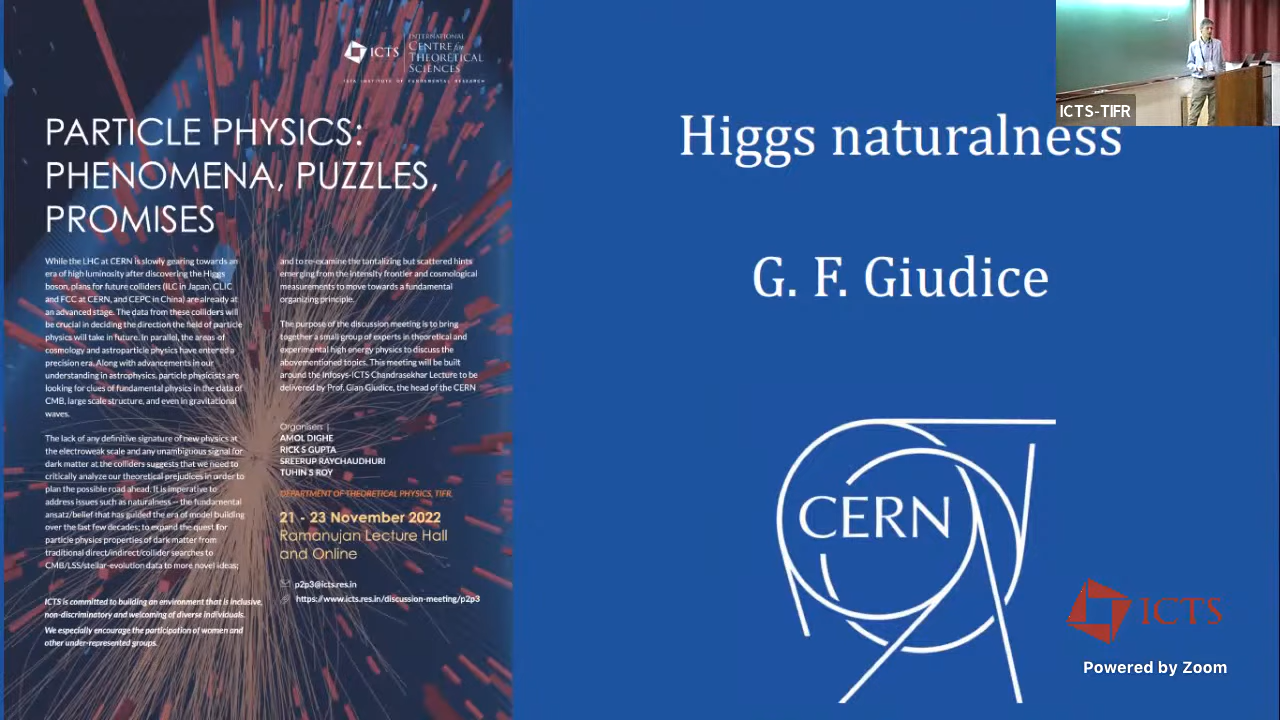 ICTS
INTERNATIONAL
CENTRE for
THEORETICAL
SCIENCES
TATA INSTITUTE OF FUNDAMENTAL RESEARCH
PARTICLE PHYSICS:
PHENOMENA, PUZZLES,
PROMISES
While the LHC at CERN is slowly gearing towards an
era of high luminosity after discovering the Higgs
boson, plans for future colliders (ILC in Japan, CLIC
and FCC at CERN, and CEPC in China) are already at
an advanced stage. The data from these colliders will
be crucial in deciding the direction the field of particle
physics will take in future. In parallel, the areas of
cosmology and astroparticle physics have entered a
precision era. Along with advancements in our
understanding in astrophysics, particle physicists are
looking for clues of fundamental physics in the data of
CMB, large scale structure, and even in gravitational
waves.
The lack of any definitive signature of new physics at
the electroweak scale and any unambiguous signal for
dark matter at the colliders suggests that we need to
critically analyze our theoretical prejudices in order to
plan the possible road ahead. It is imperative to
address issues such as naturalness -- the fundamental
ansatz/belief that has guided the era of model building
over the last few decades; to expand the quest for
particle physics properties of dark matter from
traditional direct/indirect/collider searches to
CMB/LSS/stellar-evolution data to more novel ideas;
and to re-examine the tantalizing but scattered hints
emerging from the intensity frontier and cosmological
measurements to move towards a fundamental
organizing principle.
The purpose of the discussion meeting is to bring
together a small group of experts in theoretical and
experimental high energy physics to discuss the
abovementioned topics. This meeting will be built
around the Infosys-ICTS Chandrasekhar Lecture to be
delivered by Prof. Gian Giudice, the head of the CERN
Organisers |
AMOL DIGHE
RICK S GUPTA
SREERUP RAYCHAUDHURI
TUHIN S ROY
DEPARTMENT OF THEORETICAL PHYSICS, TIFR,
21 - 23 November 2022
Ramanujan Lecture Hall
and Online
p2p3@icts.res.in
https://www.icts.res.in/discussion-meeting/p2p3
ICTS is committed to building an environment that is inclusive,
non-discriminatory and welcoming of diverse individuals.
We especially encourage the participation of women and
other under-represented groups.
Higgs naturalness
G. F. Giudice
CERN
ICTS-TIFR
ICTS
Powered by Zoom